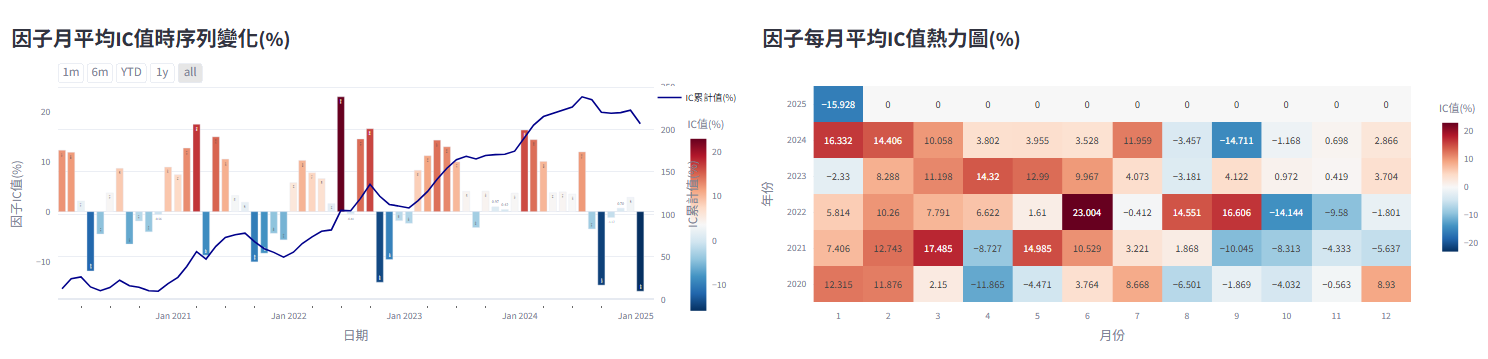 因子月平均IC值時序列變化(%)
1m 6m YTD 1y all
20
10
0
−10
因子IC值(%)
250
200
150
100
50
0
IC累計值(%)
IC累計值(%)
IC值(%)
20
10
0
−10
Jan 2021 Jan 2022 Jan 2023 Jan 2024 Jan 2025
日期
因子每月平均IC值熱力圖(%)
年份
2025 −15.928 0 0 0 0 0 0 0 0 0 0 0
2024 16.332 14.406 10.058 3.802 3.955 3.528 11.959 −3.457 −14.711 −1.168 0.698 2.866
2023 −2.33 8.288 11.198 14.32 12.99 9.967 4.073 −3.181 4.122 0.972 0.419 3.704
2022 5.814 10.26 7.791 6.622 1.61 23.004 −0.412 14.551 16.606 −14.144 −9.58 −1.801
2021 7.406 12.743 17.485 −8.727 14.985 10.529 3.221 1.868 −10.045 −8.313 −4.333 −5.637
2020 12.315 11.876 2.15 −11.865 −4.471 3.764 8.668 −6.501 −1.869 −4.032 −0.563 8.93
1 2 3 4 5 6 7 8 9 10 11 12
月份
IC值(%)
20
10
0
−10
−20